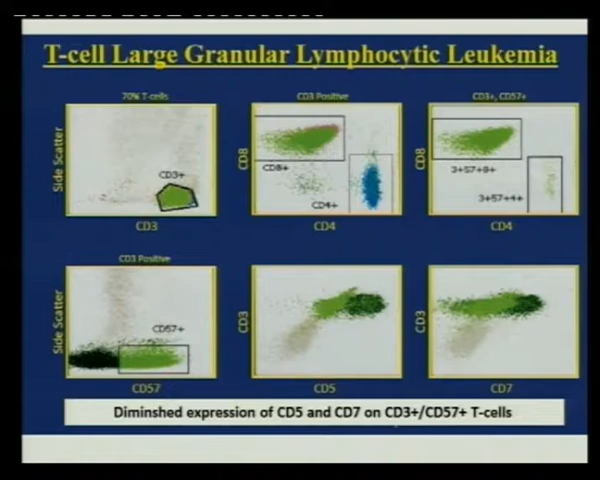 T-cell Large Granular Lymphocytic Leukemia
70% T-cells
CD3 Positive
CD3+, CD57+
Side Scatter
CD3+
CD3
CD8
CD8+
CD4+
CD4
CD8
3+57+8+
3+57+4+
CD4
CD3 Positive
Side Scatter
CD57+
CD57
CD3
CD5
CD3
CD7
Diminshed expression of CD5 and CD7 on CD3+/CD57+ T-cells